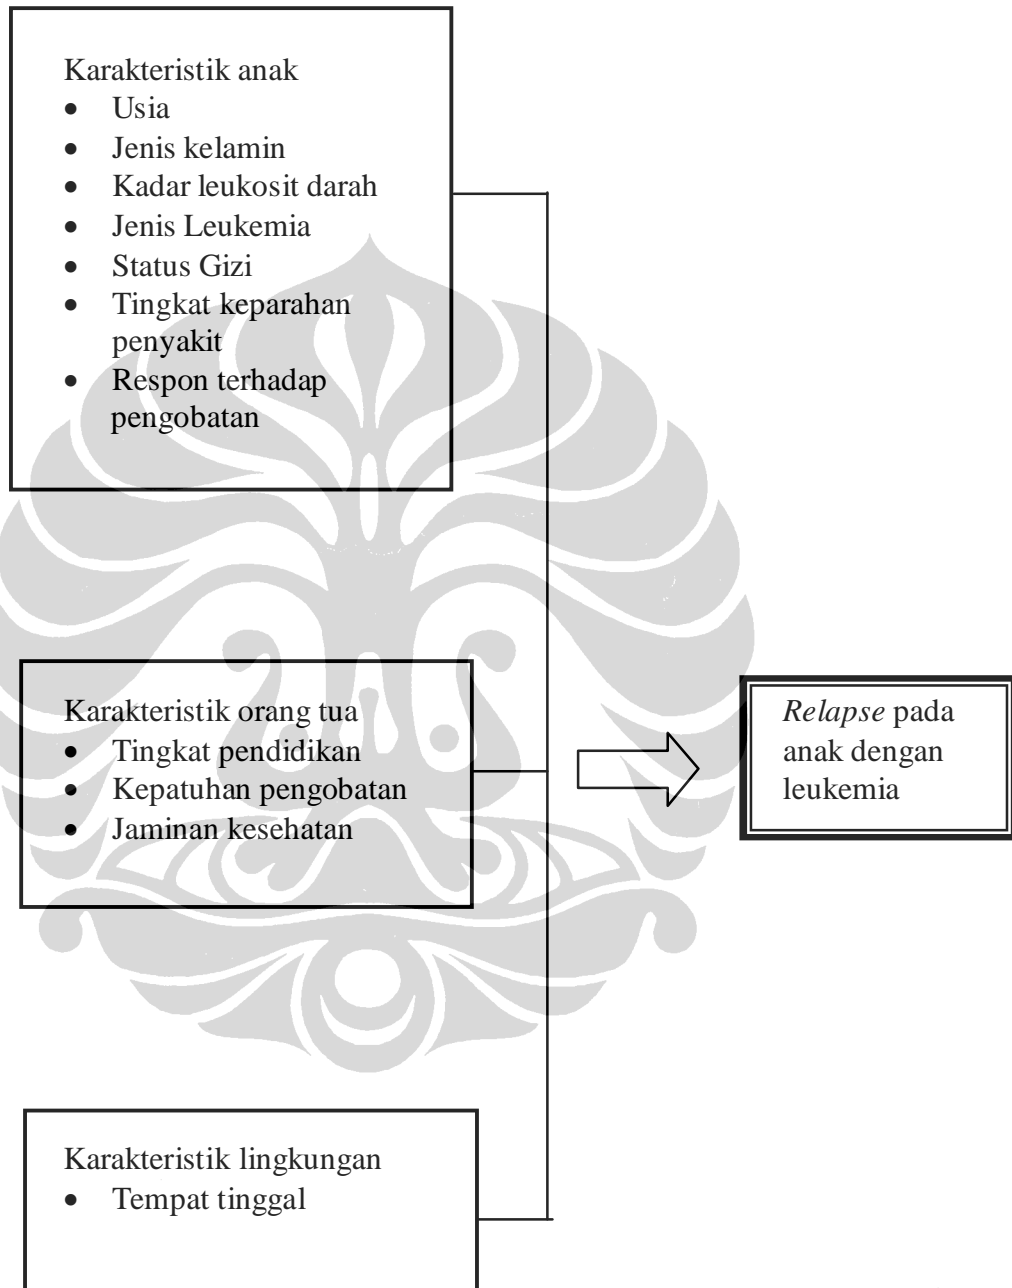 Karakteristik anak
• Usia
• Jenis kelamin
• Kadar leukosit darah
• Jenis Leukemia
• Status Gizi
• Tingkat keparahan
penyakit
• Respon terhadap
pengobatan
Karakteristik orang tua
• Tingkat pendidikan
• Kepatuhan pengobatan
• Jaminan kesehatan
Relapse pada
anak dengan
leukemia
Karakteristik lingkungan
• Tempat tinggal